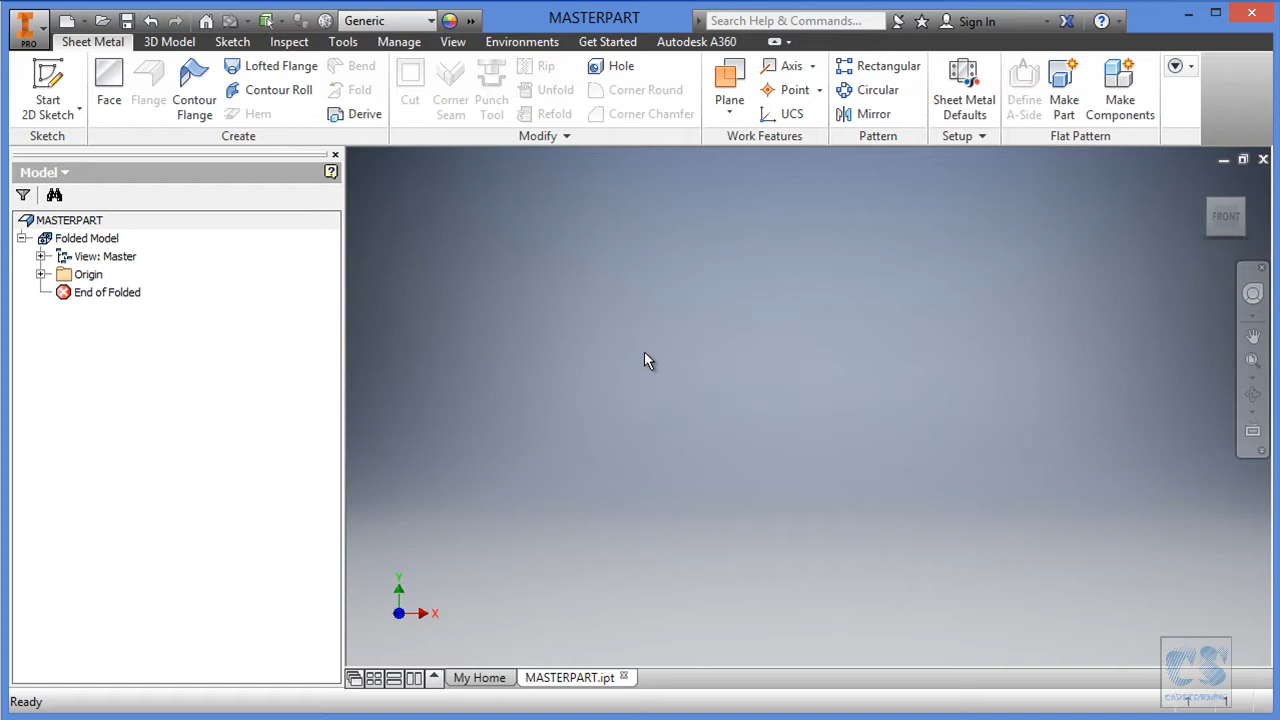 PRO
Generic
MASTERPART
Search Help & Commands...
Sign In
Sheet Metal
3D Model
Sketch
Inspect
Tools
Manage
View
Environments
Get Started
Autodesk A360
Start
2D Sketch
Face
Flange
Contour
Flange
Lofted Flange
Contour Roll
Hem
Bend
Fold
Derive
Cut
Corner
Seam
Punch
Tool
Rip
Unfold
Refold
Hole
Corner Round
Corner Chamfer
Plane
Axis
Point
UCS
Rectangular
Circular
Mirror
Sheet Metal
Defaults
Define
A-Side
Make
Part
Make
Components
Sketch
Create
Modify
Work Features
Pattern
Setup
Flat Pattern
Model
MASTERPART
Folded Model
View: Master
Origin
End of Folded
FRONT
Y
X
My Home
MASTERPART.ipt
Ready
1
1
CS